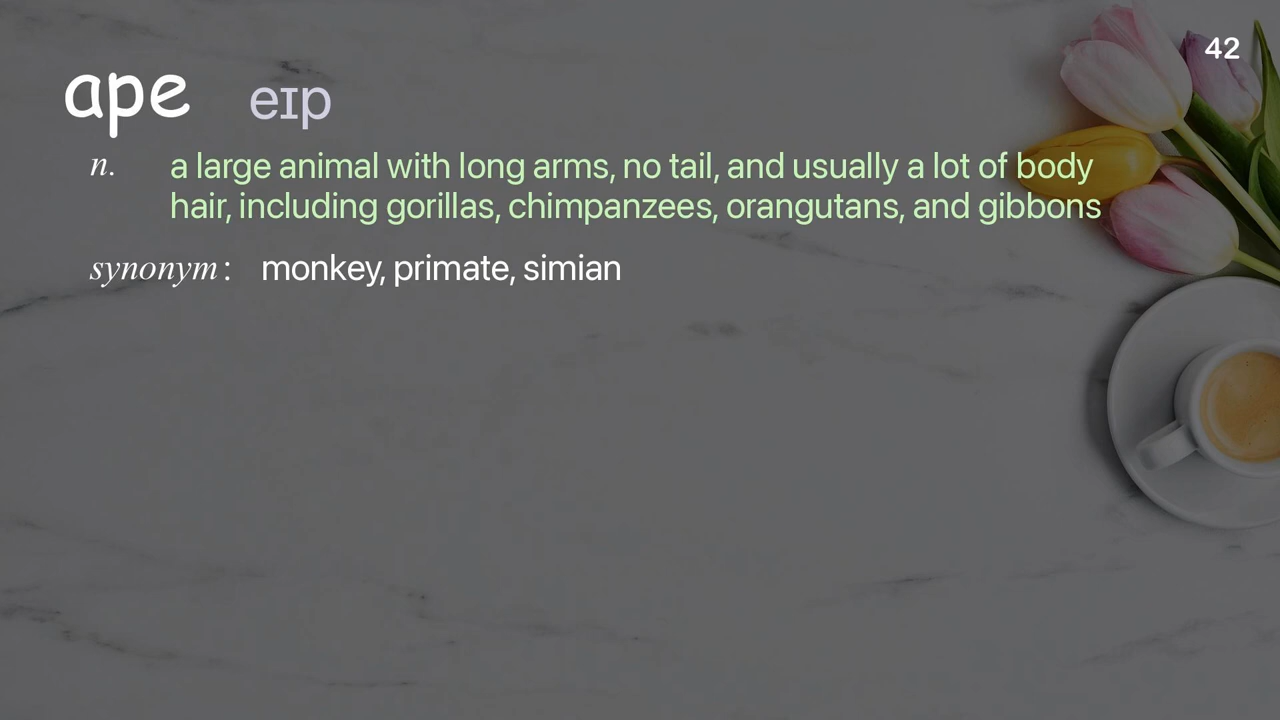 42
ape eɪp
n. a large animal with long arms, no tail, and usually a lot of body
hair, including gorillas, chimpanzees, orangutans, and gibbons
synonym : monkey, primate, simian